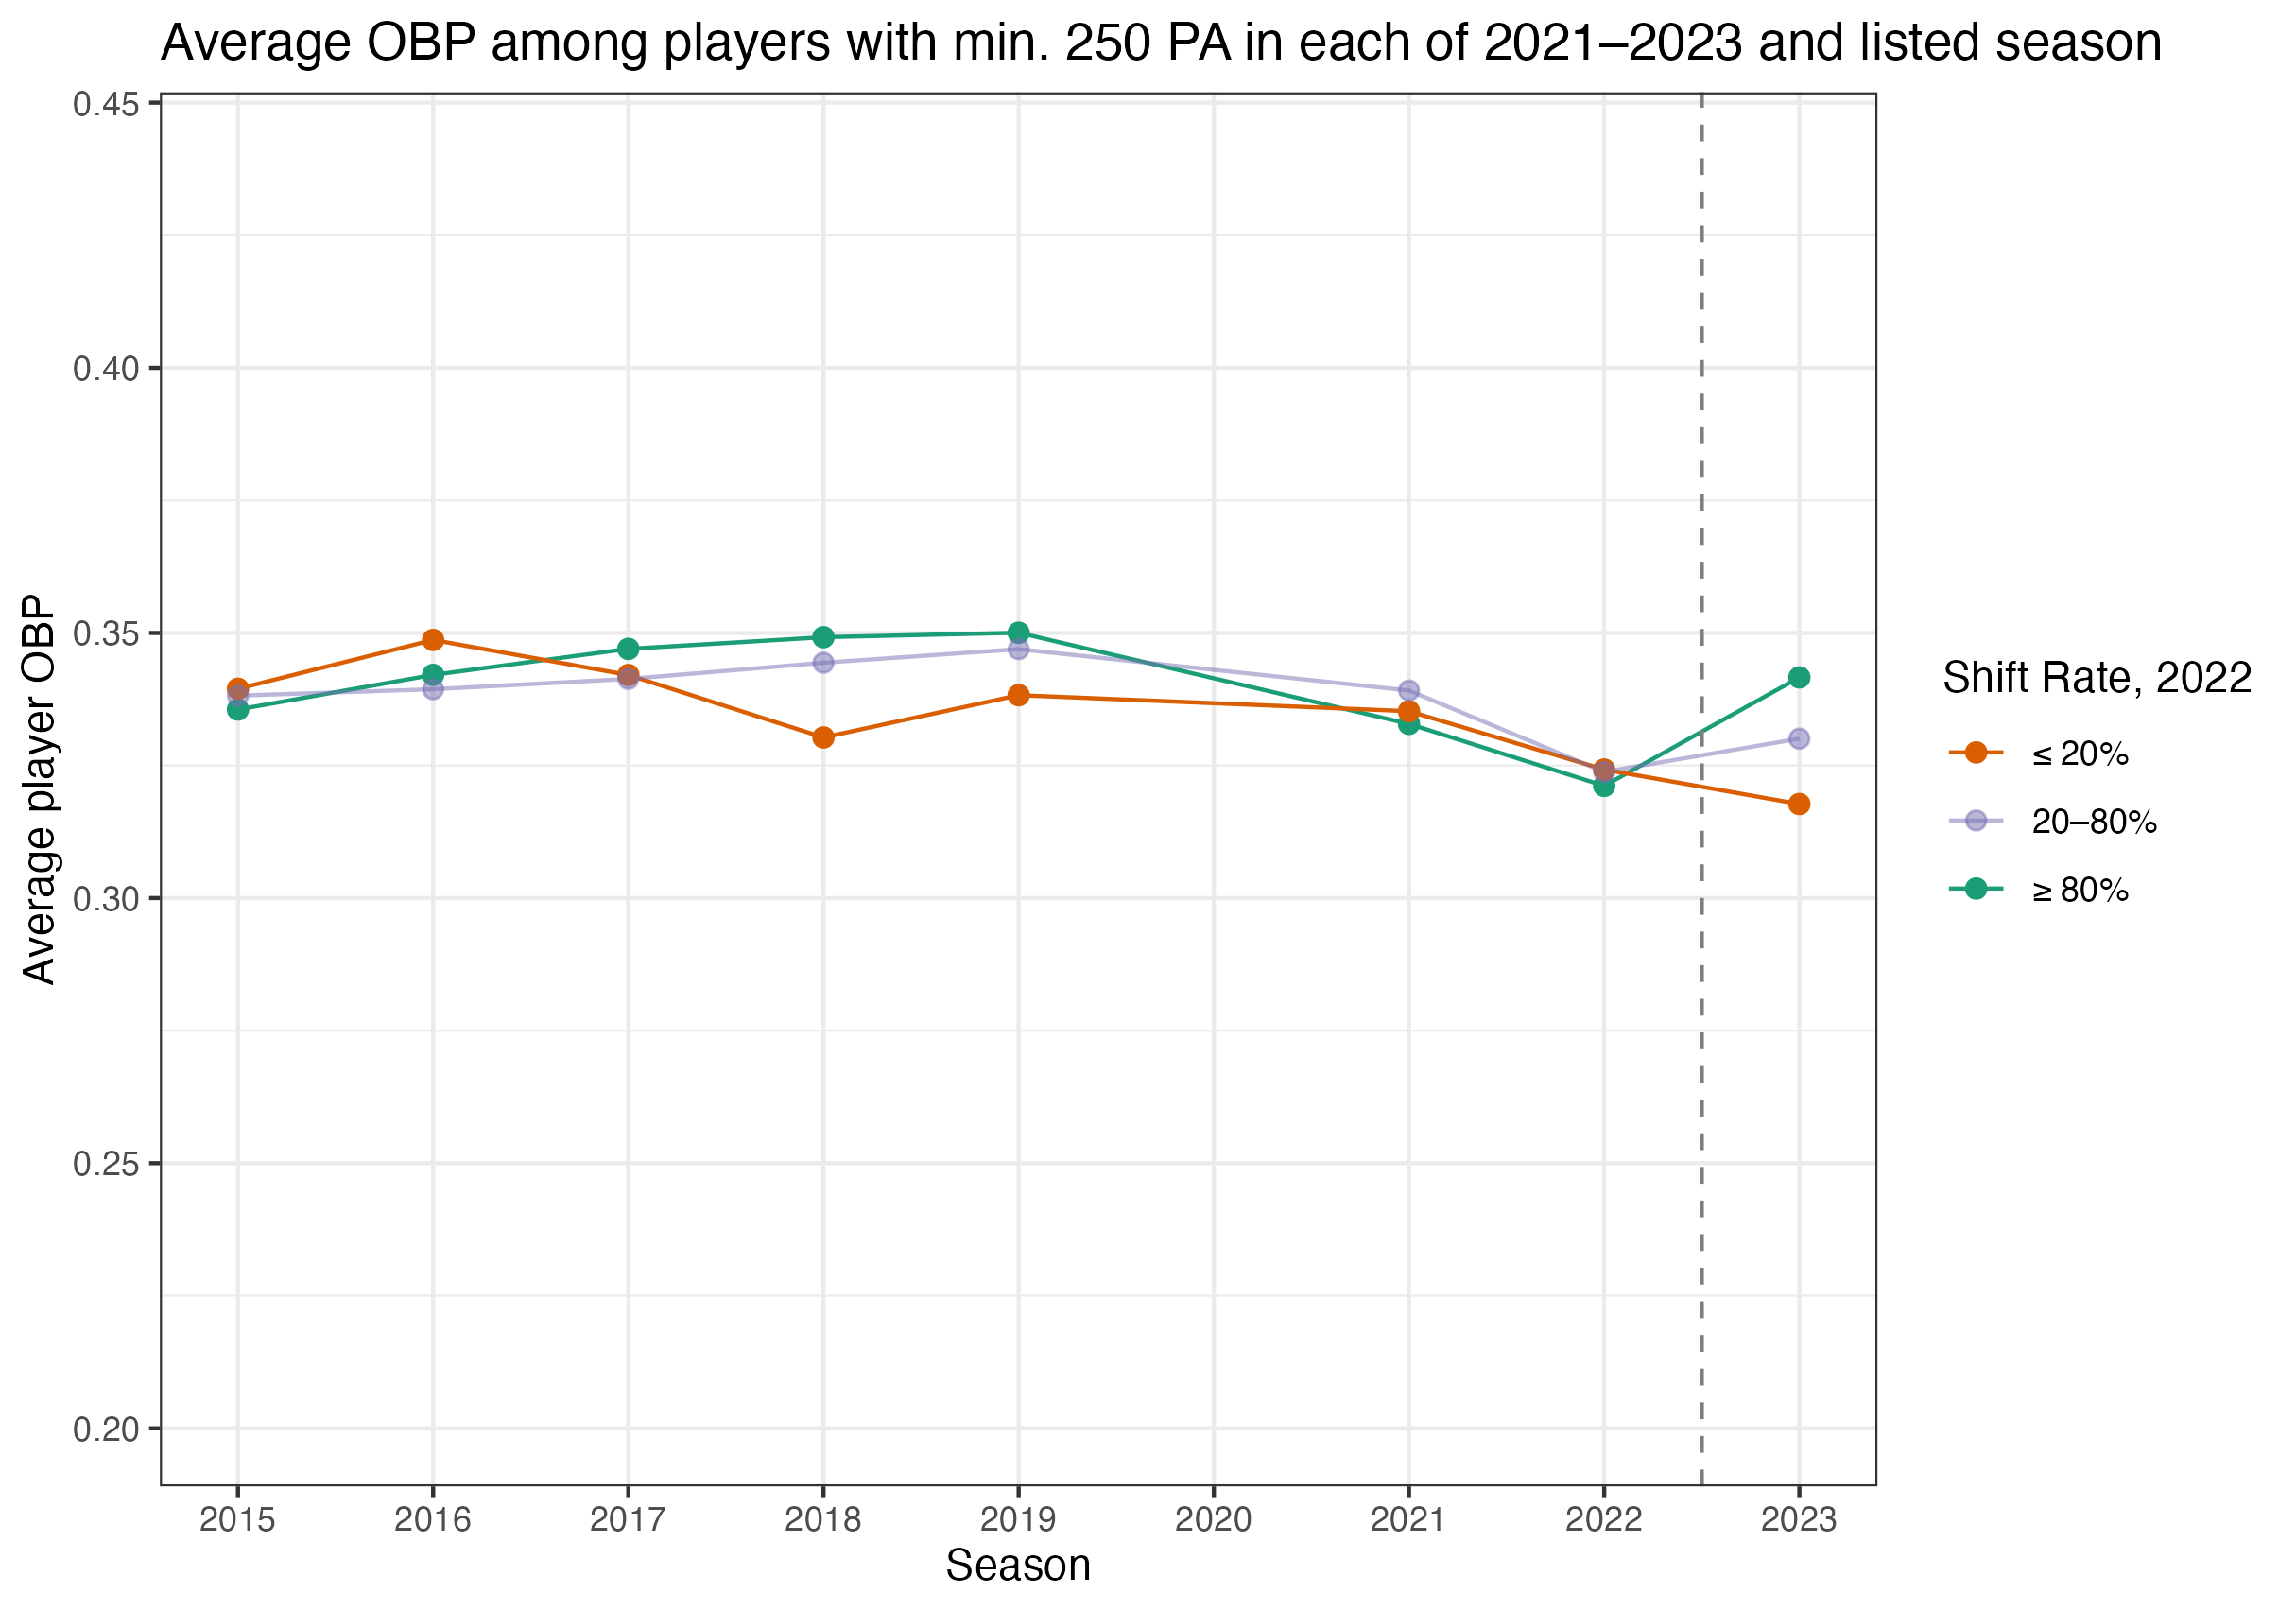 Average OBP among players with min. 250 PA in each of 2021–2023 and listed season
Average player OBP
0.45
0.40
0.35
0.30
0.25
0.20
2015 2016 2017 2018 2019 2020 2021 2022 2023
Season
Shift Rate, 2022
≤ 20%
20–80%
≥ 80%